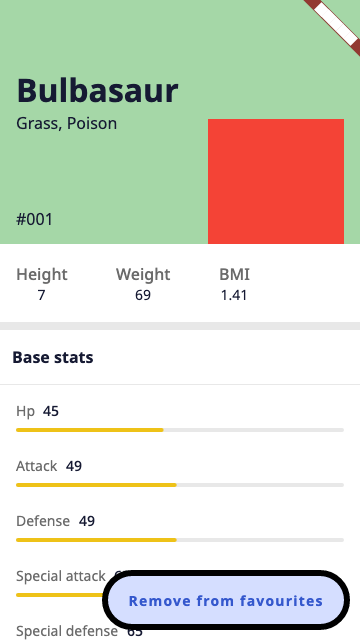 Bulbasaur
Grass, Poison
#001
Height Weight BMI
7 69 1.41
Base stats
Hp 45
Attack 49
Defense 49
Special attack
Remove from favourites
Special defense 65